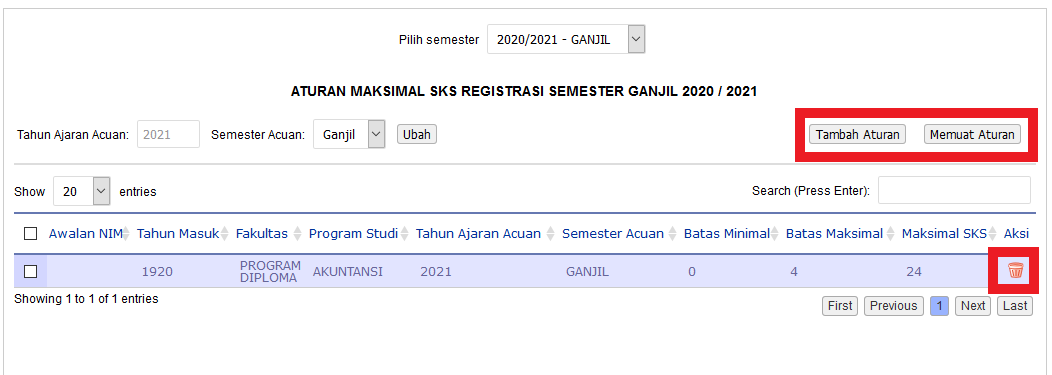 Pilih semester 2020/2021 - GANJIL
ATURAN MAKSIMAL SKS REGISTRASI SEMESTER GANJIL 2020 / 2021
Tahun Ajaran Acuan: 2021 Semester Acuan: Ganjil Ubah Tambah Aturan Memuat Aturan
Show 20 entries Search (Press Enter):
Awalan NIM Tahun Masuk Fakultas Program Studi Tahun Ajaran Acuan Semester Acuan Batas Minimal Batas Maksimal Maksimal SKS Aksi
1920 PROGRAM DIPLOMA AKUNTANSI 2021 GANJIL 0 4 24
Showing 1 to 1 of 1 entries
First Previous 1 Next Last